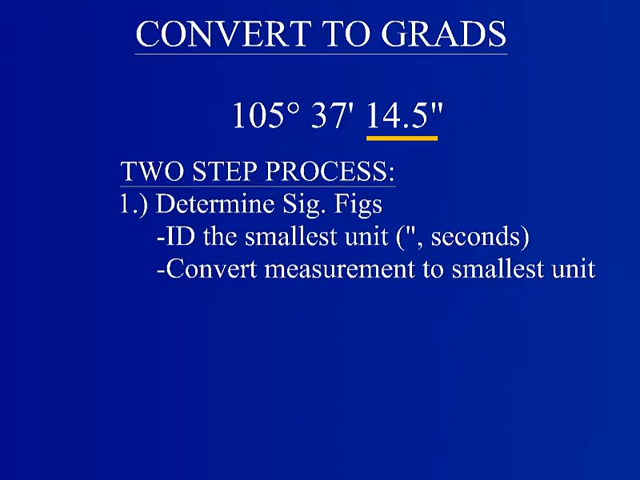 CONVERT TO GRADS
105° 37' 14.5"
TWO STEP PROCESS:
1.) Determine Sig. Figs
-ID the smallest unit (", seconds)
-Convert measurement to smallest unit